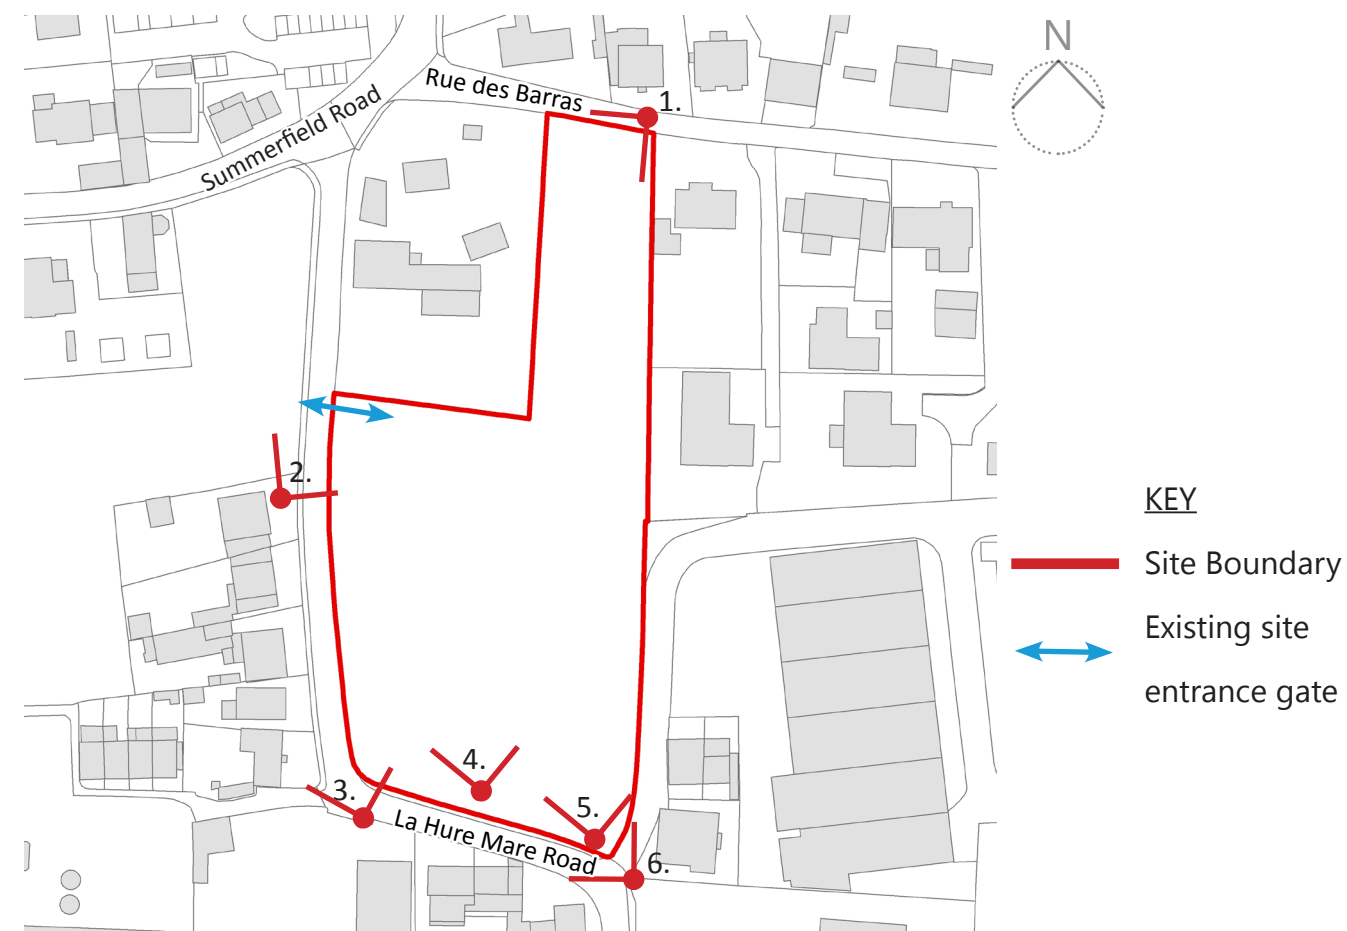 N
Rue des Barras
1.
Summerfield Road
2.
KEY
Site Boundary
Existing site
entrance gate
4.
3.
5.
La Hure Mare Road
6.